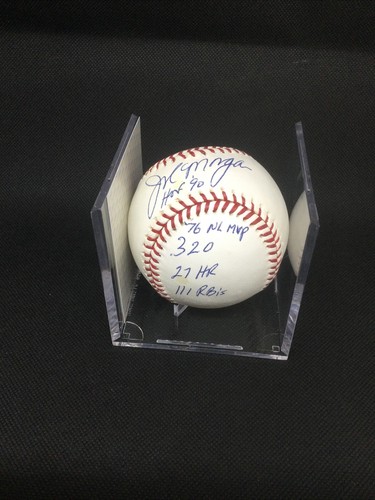 Joe Morgan
HOF '90
'76 NL MVP
.320
27 HR
111 RBIs